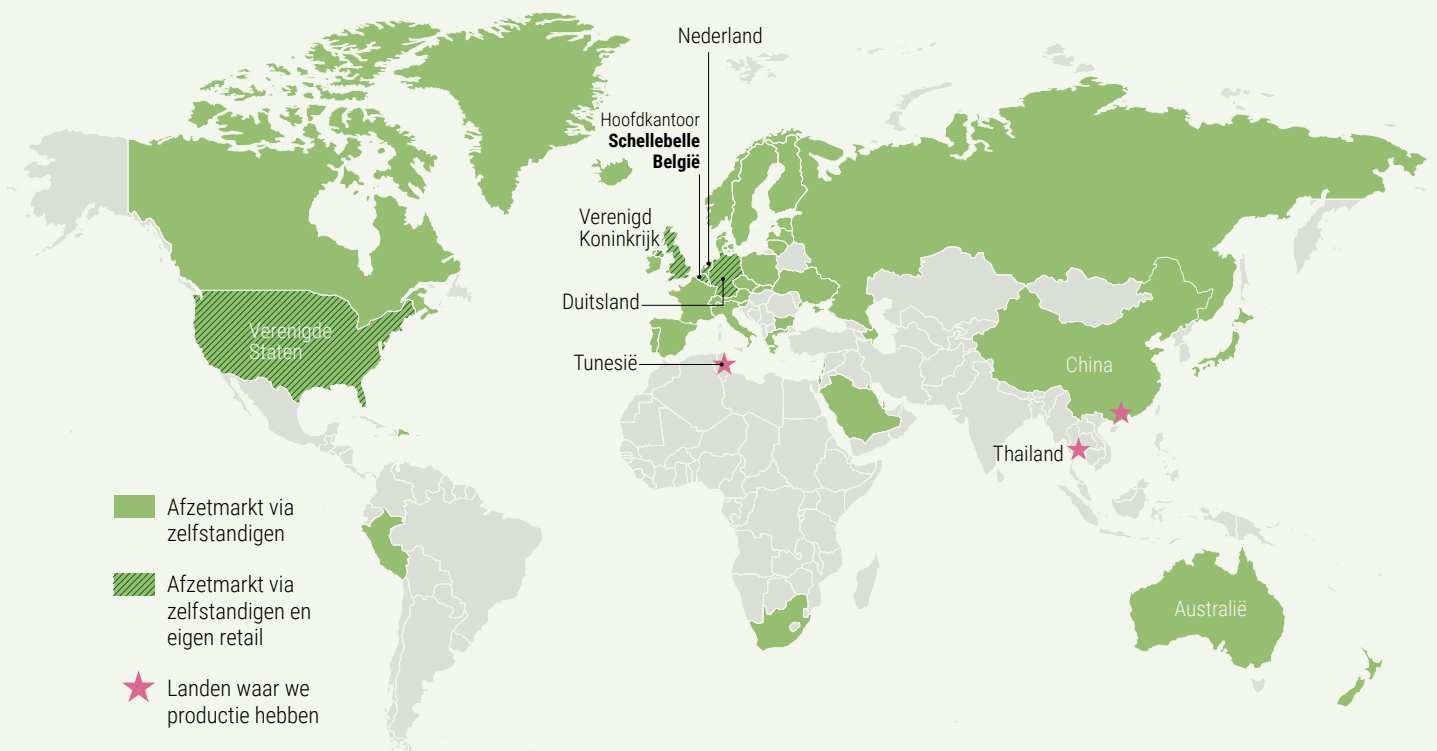 Nederland
Hoofdkantoor
Schellebelle
België
Verenigd
Koninkrijk
Duitsland
Verenigde
Staten
Tunesië
China
Thailand
Australië
Afzetmarkt via
zelfstandigen
Afzetmarkt via
zelfstandigen en
eigen retail
Landen waar we
productie hebben